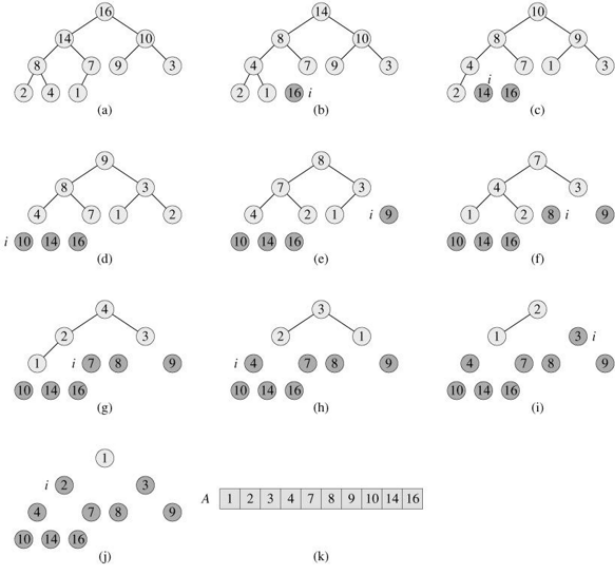 16 14 10
14 10 8 10 8 9
8 7 9 3 4 7 9 3 4 7 1 3
i
2 4 1 2 1 16 i 2 14 16
(a) (b) (c)
9 8 7
8 3 7 3 4 3
4 7 1 2 4 2 1 i 9 1 2 8 i 9
i 10 14 16 10 14 16 10 14 16
(d) (e) (f)
4 3 2
2 3 2 1 1 3 i
1 i 7 8 9 i 4 7 8 9 4 7 8 9
10 14 16 10 14 16 10 14 16
(g) (h) (i)
1
i 2 3
A 1 2 3 4 7 8 9 10 14 16
4 7 8 9
10 14 16
(j) (k)